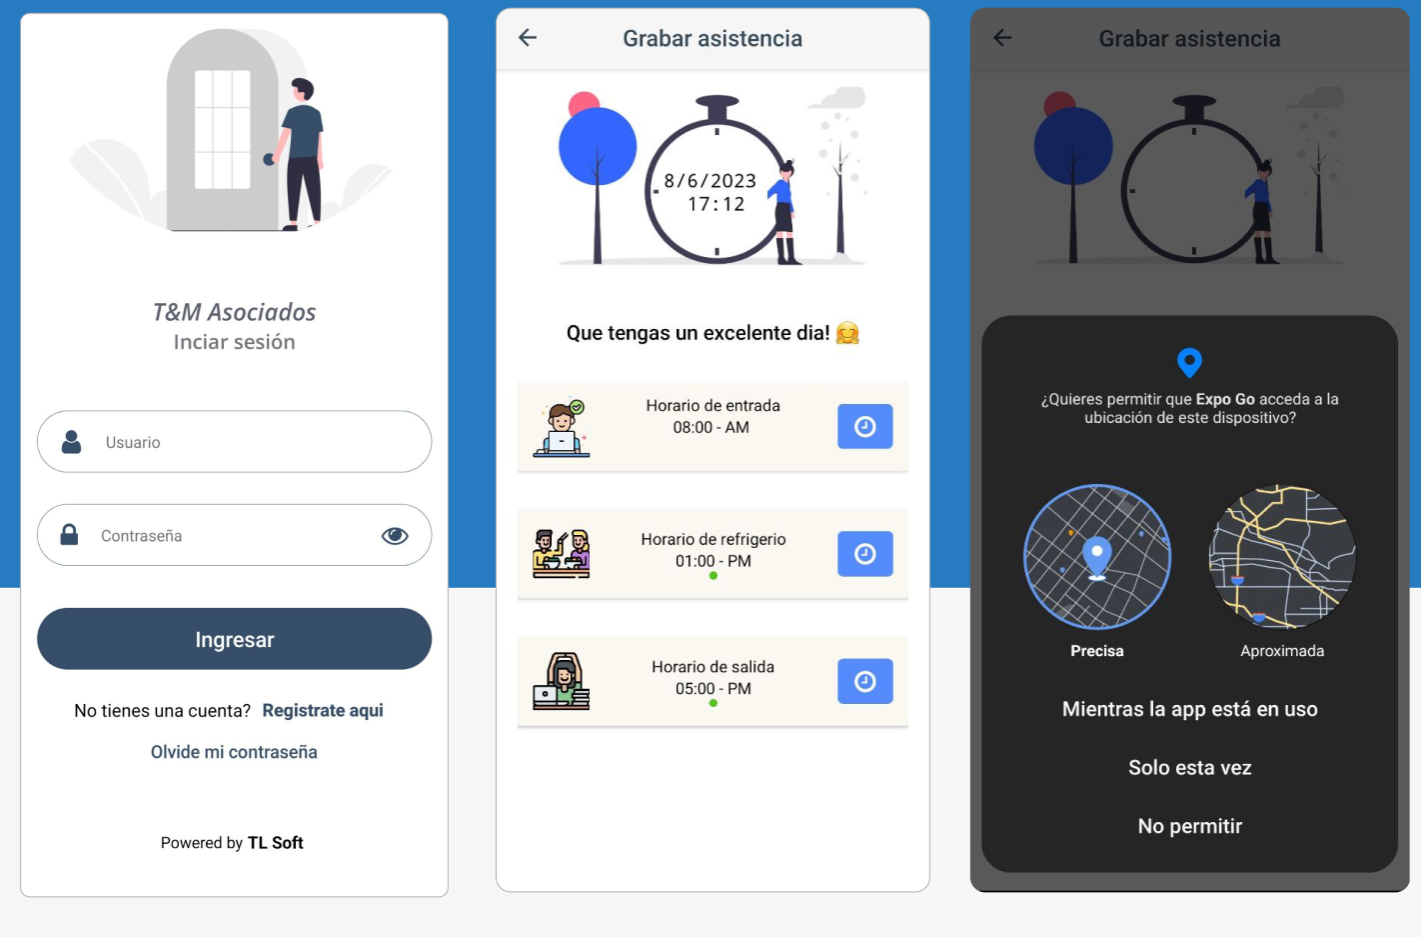 T&M Asociados
Inciar sesión
Usuario
Contraseña
Ingresar
No tienes una cuenta? Registrate aqui
Olvide mi contraseña
Powered by TL Soft
Grabar asistencia
8/6/2023
17:12
Que tengas un excelente dia! 🤗
Horario de entrada
08:00 - AM
Horario de refrigerio
01:00 - PM
Horario de salida
05:00 - PM
Grabar asistencia
¿Quieres permitir que Expo Go acceda a la
ubicación de este dispositivo?
Precisa
Aproximada
Mientras la app está en uso
Solo esta vez
No permitir